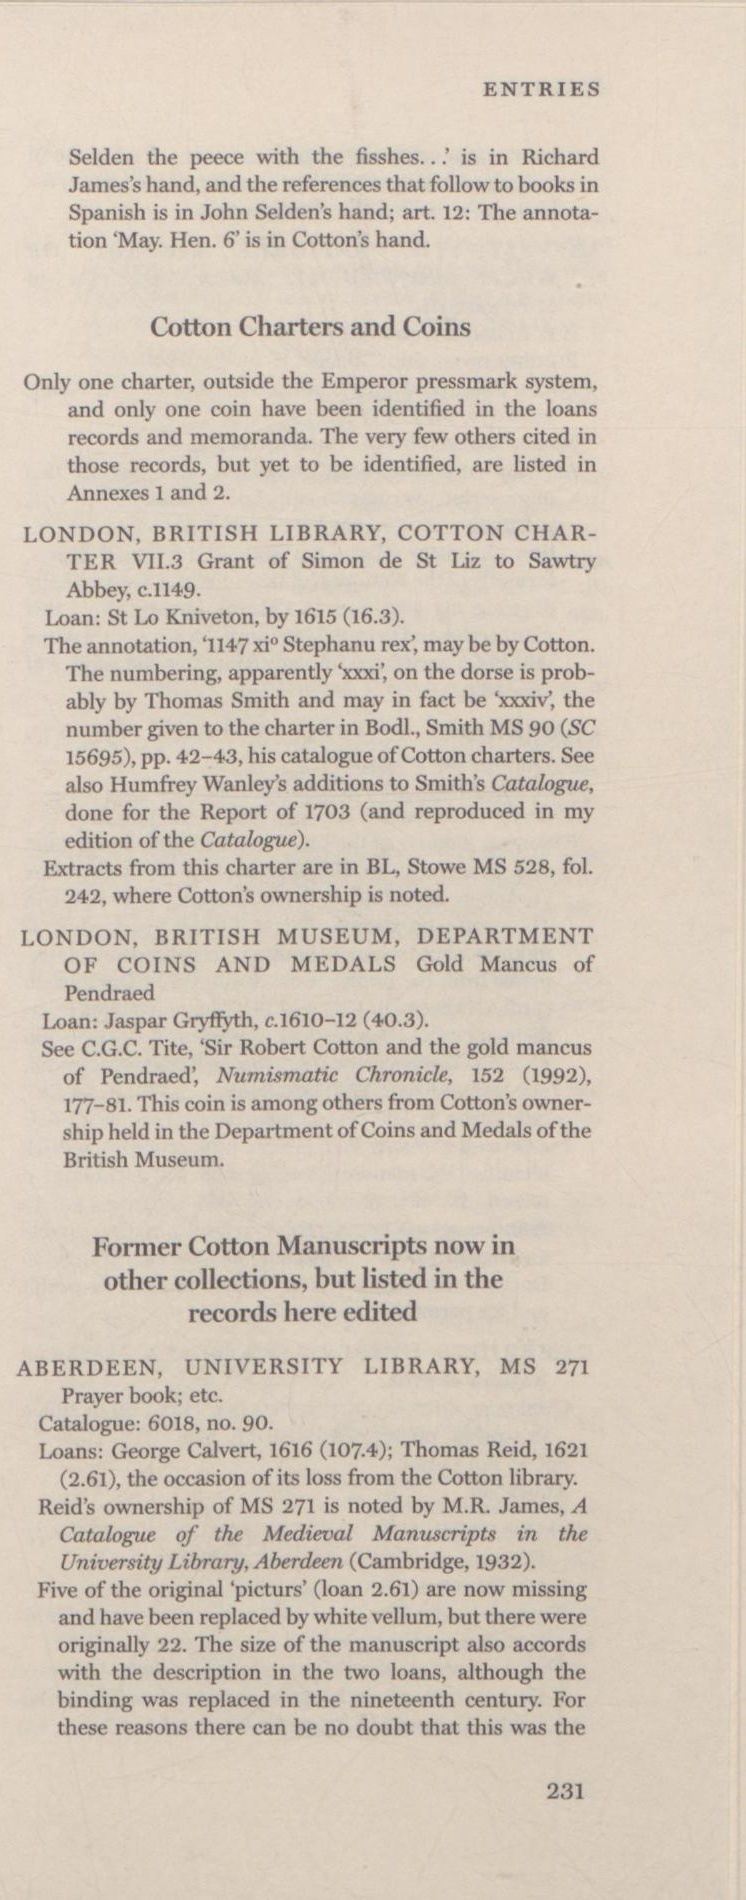 ENTRIES
Selden the peece with the fisshes...' is in Richard
James's hand, and the references that follow to books in
Spanish is in John Selden's hand; art. 12: The annota-
tion 'May. Hen. 6' is in Cotton's hand.
Cotton Charters and Coins
Only one charter, outside the Emperor pressmark system,
and only one coin have been identified in the loans
records and memoranda. The very few others cited in
those records, but yet to be identified, are listed in
Annexes 1 and 2.
LONDON, BRITISH LIBRARY, COTTON CHAR-
TER VII.3 Grant of Simon de St Liz to Sawtry
Abbey, c.1149.
Loan: St Lo Kniveton, by 1615 (16.3).
The annotation, '1147 xiº Stephanu rex', may be by Cotton.
The numbering, apparently 'xxxi', on the dorse is prob-
ably by Thomas Smith and may in fact be 'xxxiv', the
number given to the charter in Bodl., Smith MS 90 (SC
15695), pp. 42–43, his catalogue of Cotton charters. See
also Humfrey Wanley's additions to Smith's Catalogue,
done for the Report of 1703 (and reproduced in my
edition of the Catalogue).
Extracts from this charter are in BL, Stowe MS 528, fol.
242, where Cotton's ownership is noted.
LONDON, BRITISH MUSEUM, DEPARTMENT
OF COINS AND MEDALS Gold Mancus of
Pendraed
Loan: Jaspar Gryffyth, c.1610–12 (40.3).
See C.G.C. Tite, 'Sir Robert Cotton and the gold mancus
of Pendraed', Numismatic Chronicle, 152 (1992),
177–81. This coin is among others from Cotton's owner-
ship held in the Department of Coins and Medals of the
British Museum.
Former Cotton Manuscripts now in
other collections, but listed in the
records here edited
ABERDEEN, UNIVERSITY LIBRARY, MS 271
Prayer book; etc.
Catalogue: 6018, no. 90.
Loans: George Calvert, 1616 (107.4); Thomas Reid, 1621
(2.61), the occasion of its loss from the Cotton library.
Reid's ownership of MS 271 is noted by M.R. James, A
Catalogue of the Medieval Manuscripts in the
University Library, Aberdeen (Cambridge, 1932).
Five of the original 'picturs' (loan 2.61) are now missing
and have been replaced by white vellum, but there were
originally 22. The size of the manuscript also accords
with the description in the two loans, although the
binding was replaced in the nineteenth century. For
these reasons there can be no doubt that this was the
231